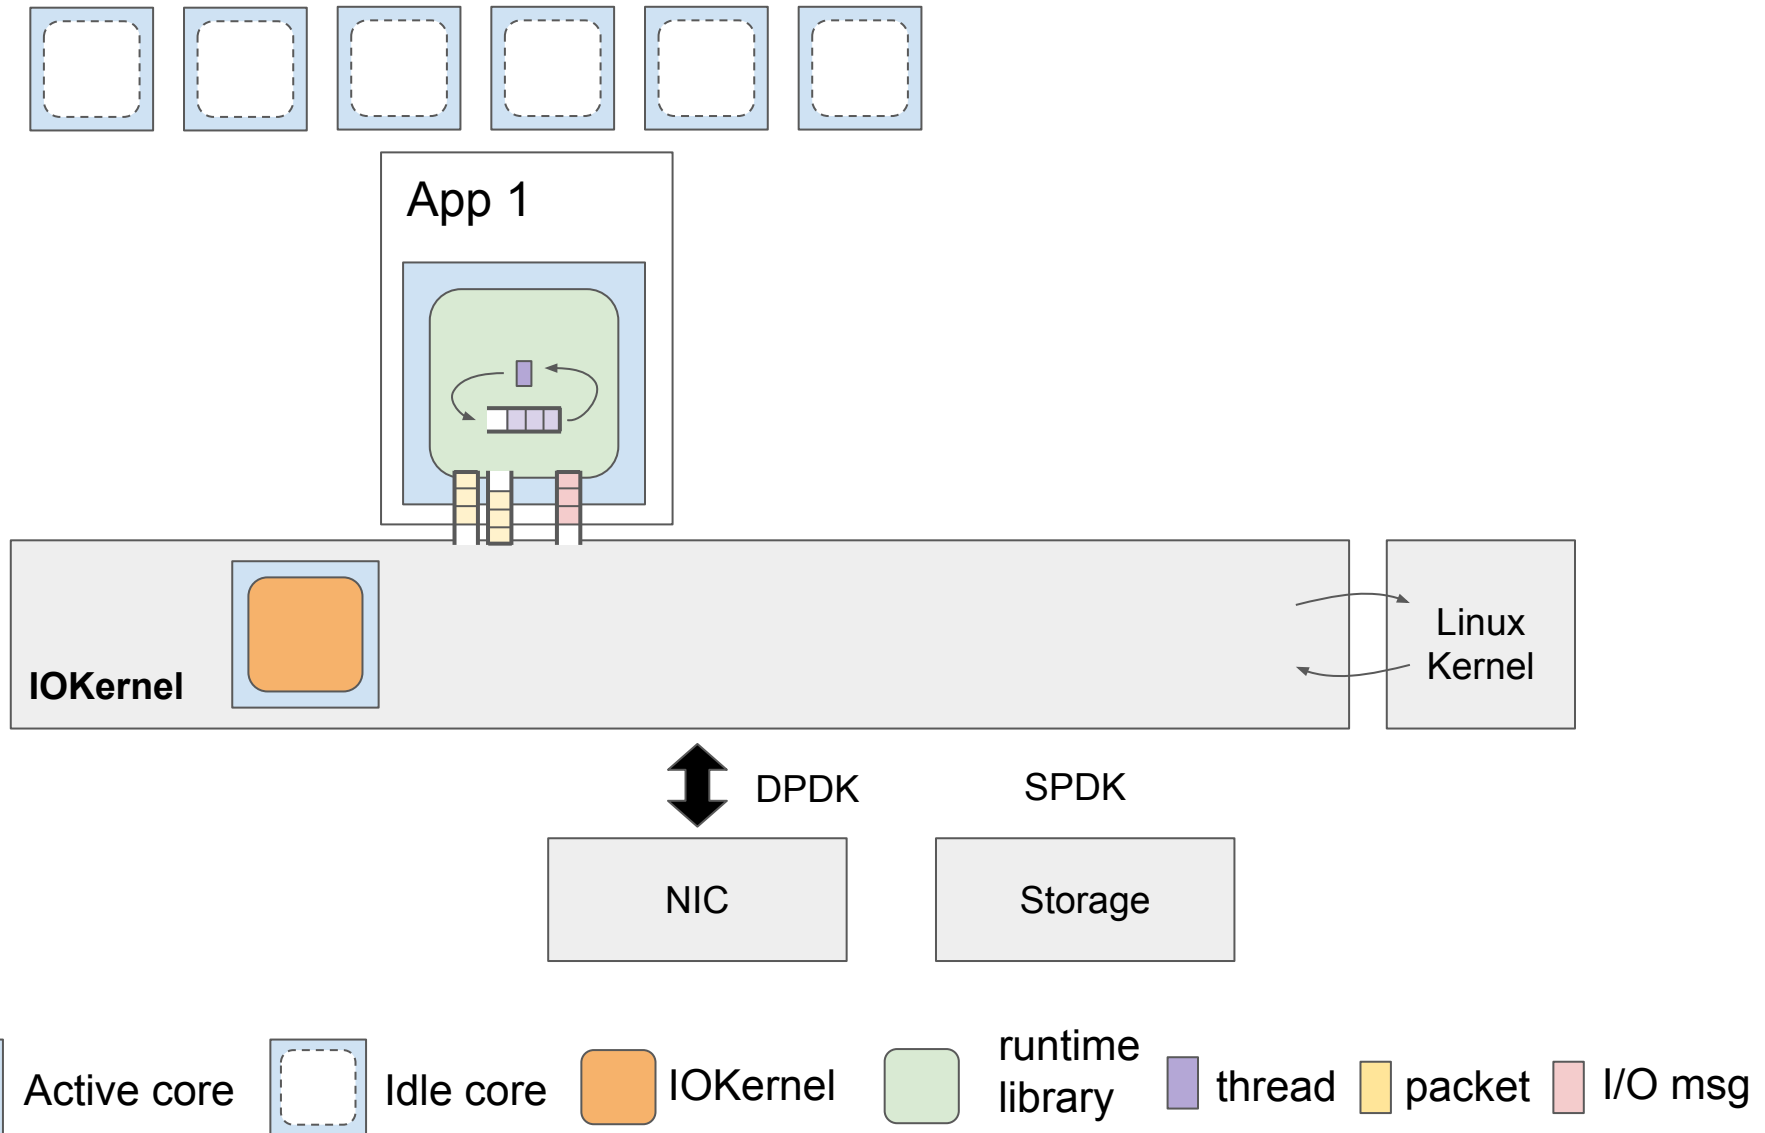 App 1
IOKernel
Linux
Kernel
DPDK
SPDK
NIC
Storage
Active core
Idle core
IOKernel
runtime
library
thread
packet
I/O msg